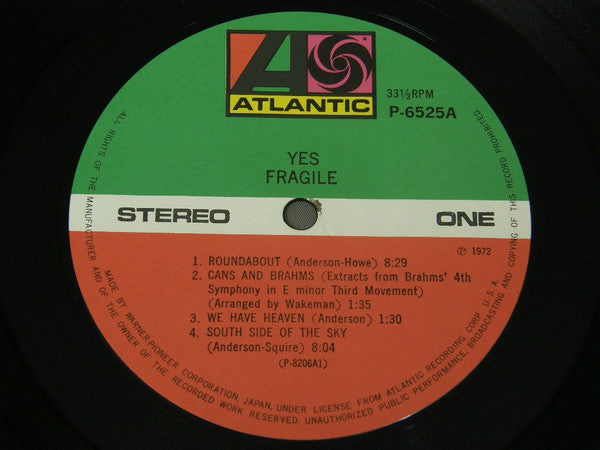 ATLANTIC
33⅓RPM
P-6525A
YES
FRAGILE
STEREO
ONE
℗ 1972
1. ROUNDABOUT (Anderson-Howe) 8:29
2. CANS AND BRAHMS (Extracts from Brahms' 4th
Symphony in E minor Third Movement)
(Arranged by Wakeman) 1:35
3. WE HAVE HEAVEN (Anderson) 1:30
4. SOUTH SIDE OF THE SKY
(Anderson-Squire) 8:04
(P-8206A1)
MADE BY WARNER-PIONEER CORPORATION, JAPAN, UNDER LICENSE FROM ATLANTIC RECORDING CORP. U.S.A.
ALL RIGHTS OF THE MANUFACTURER AND OF THE OWNER OF THE RECORDED WORK RESERVED. UNAUTHORIZED PUBLIC PERFORMANCE, BROADCASTING AND COPYING OF THIS RECORD PROHIBITED.